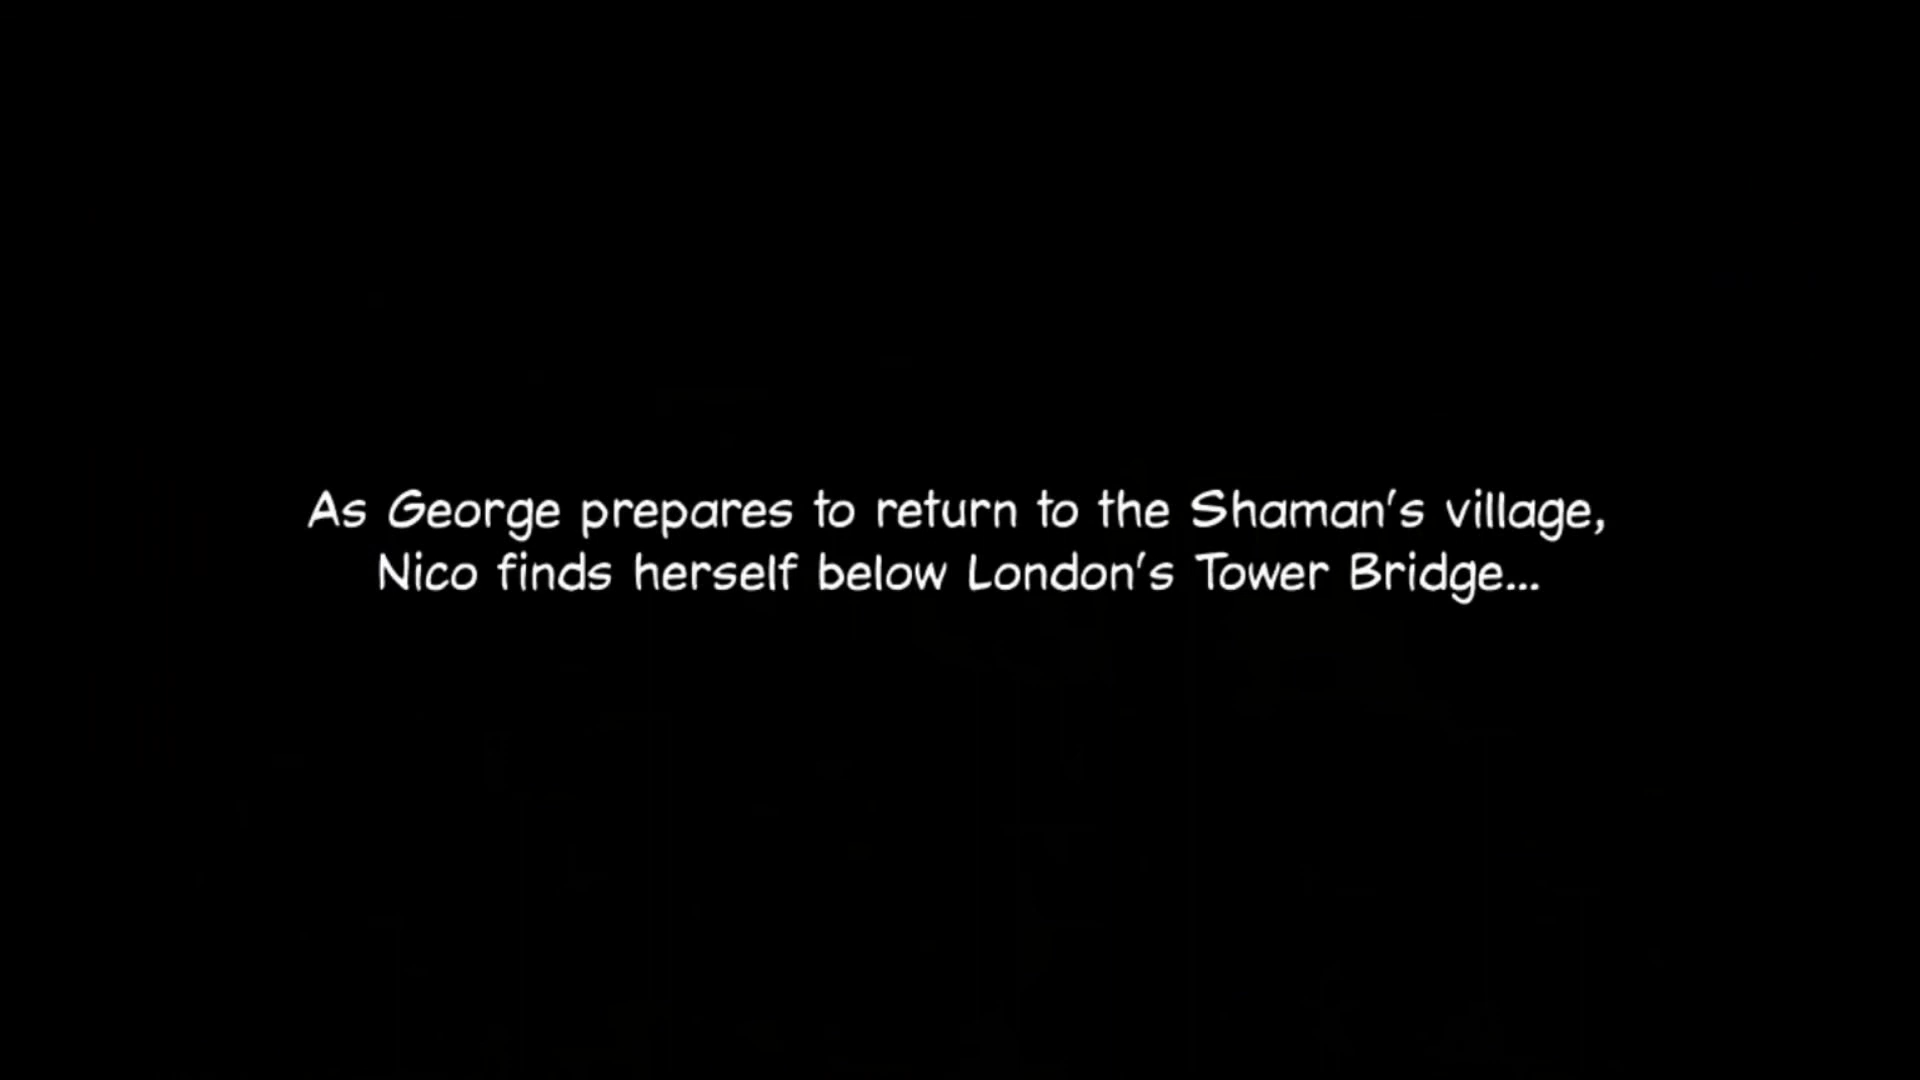 As George prepares to return to the Shaman's village,
Nico finds herself below London's Tower Bridge...